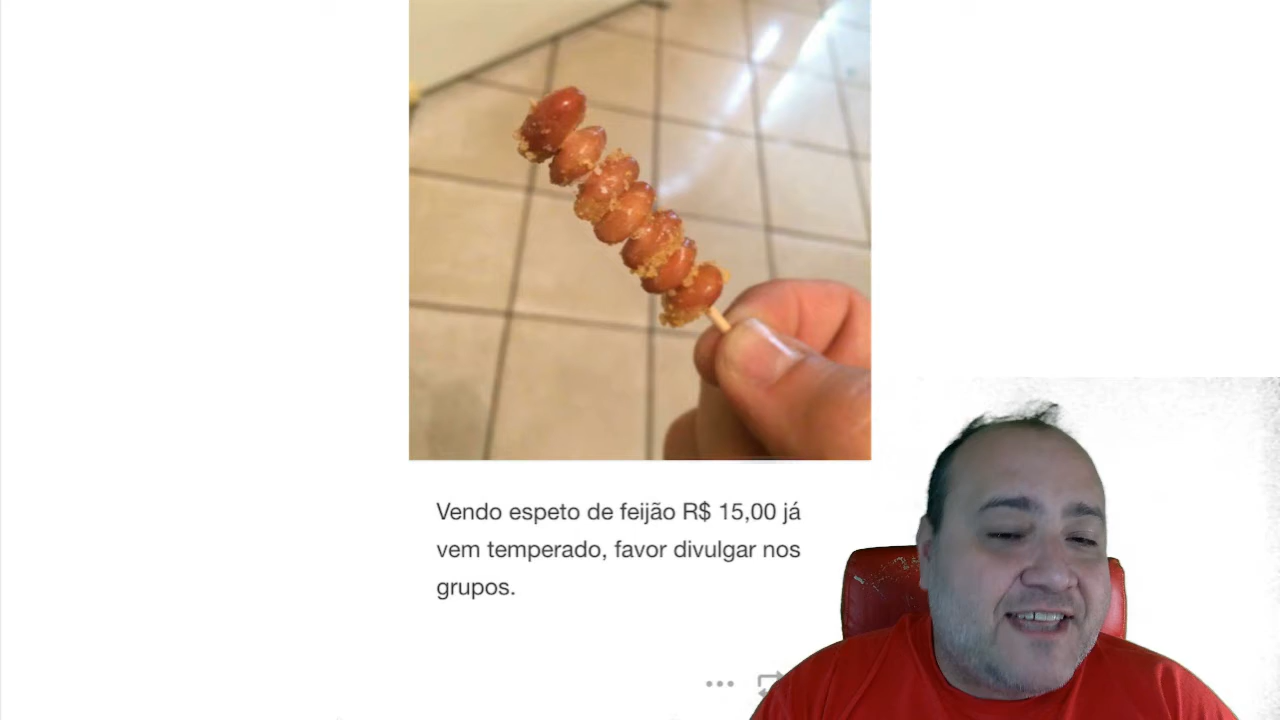 Vendo espeto de feijão R$ 15,00 já
vem temperado, favor divulgar nos
grupos.